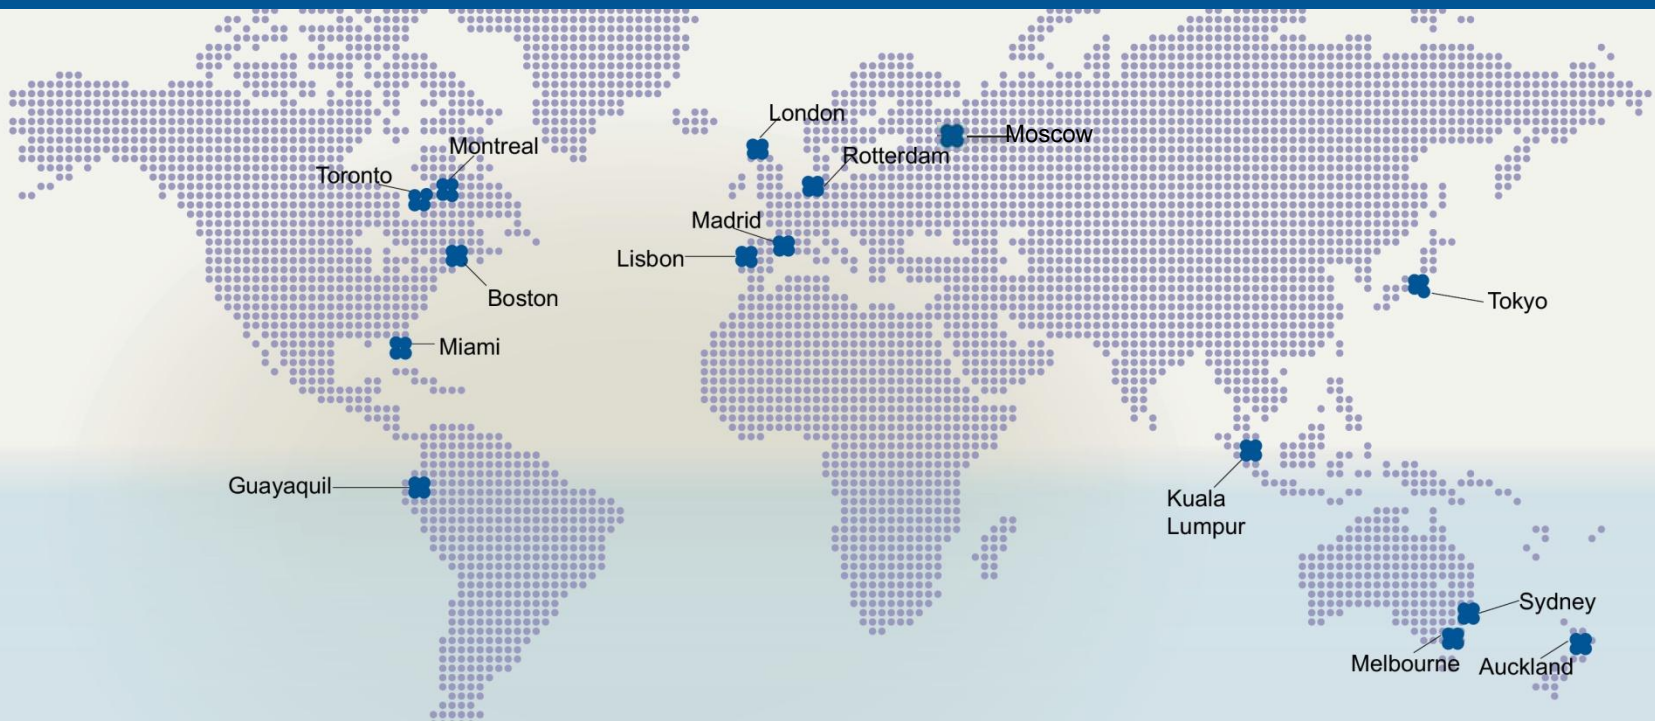 London
Moscow
Montreal
Rotterdam
Toronto
Madrid
Lisbon
Boston
Tokyo
Miami
Guayaquil
Kuala
Lumpur
Sydney
Melbourne
Auckland